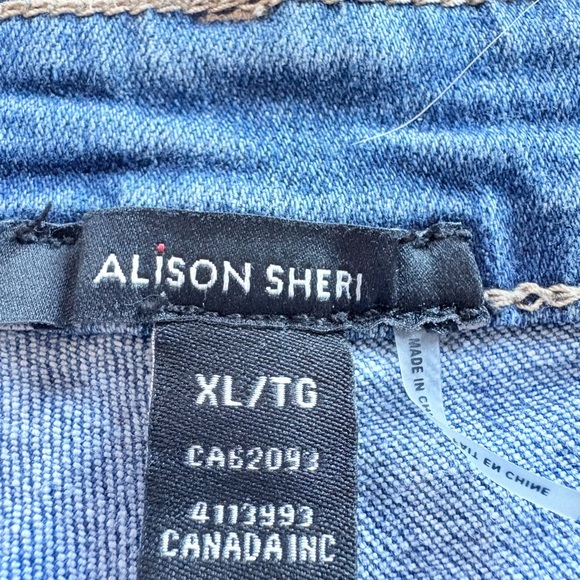 ALISON SHERI
XL/TG
CA62093
4113993
CANADA INC
MADE IN
EN CHINE